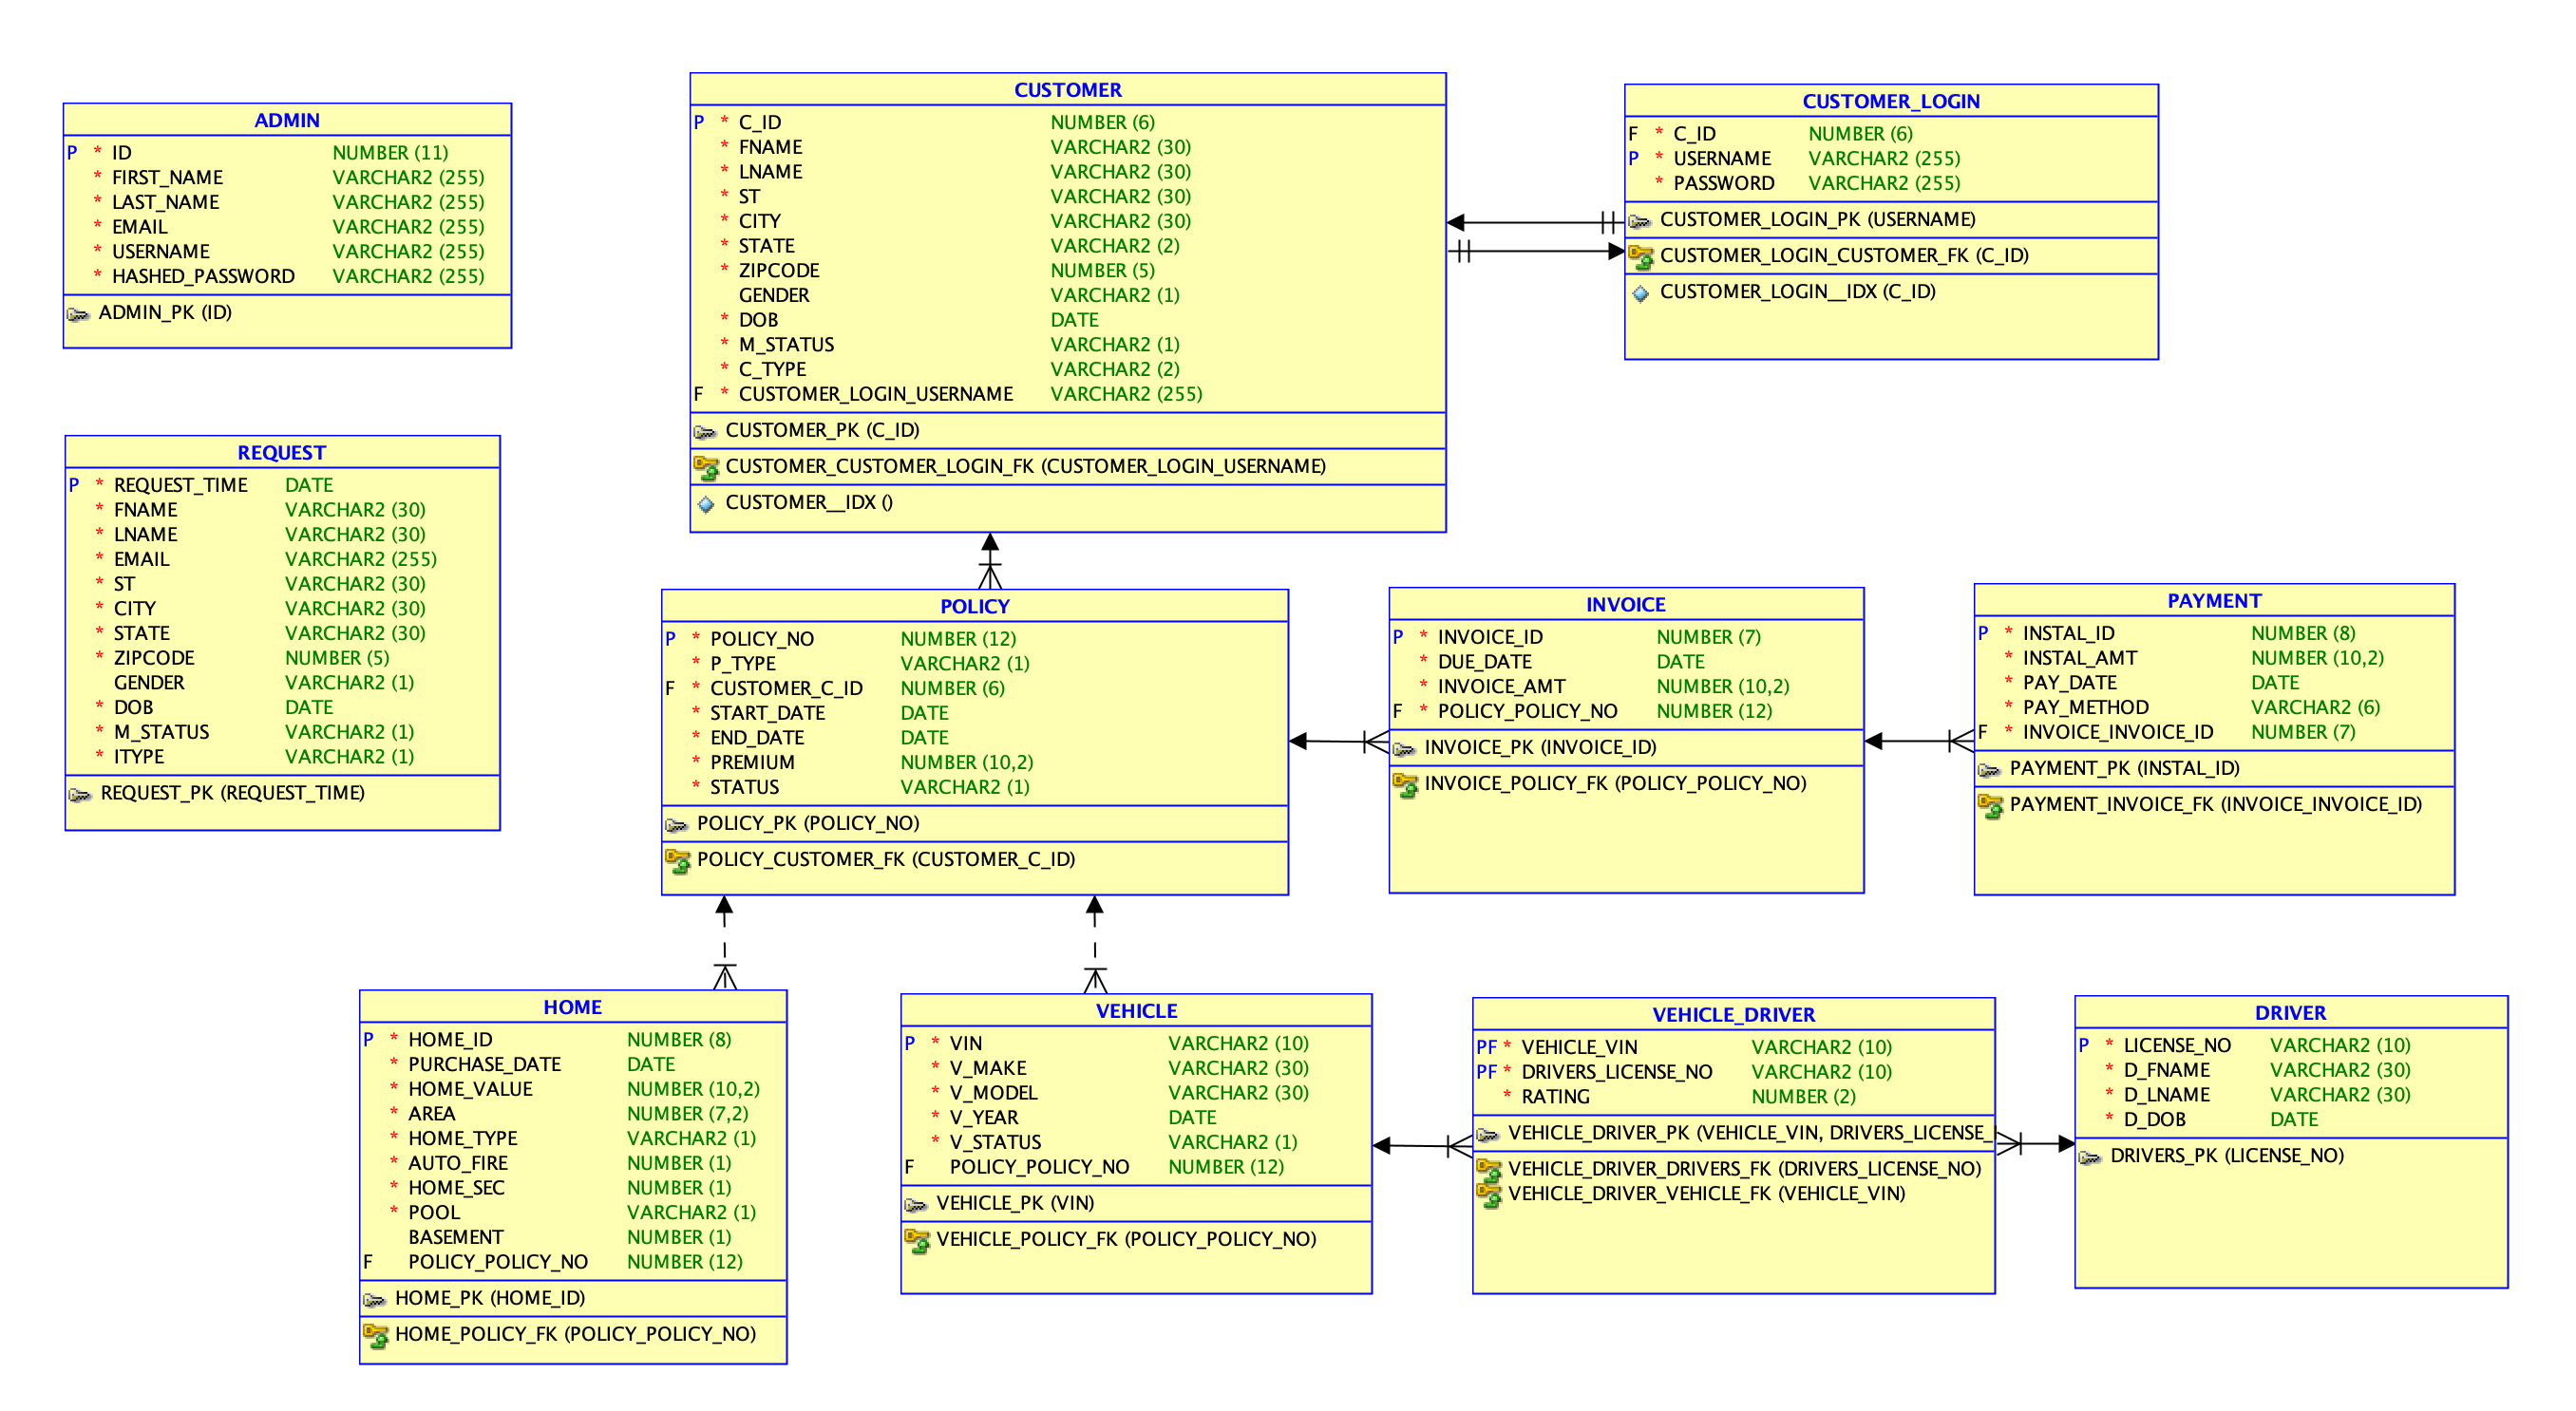 ADMIN
P * ID NUMBER (11)
* FIRST_NAME VARCHAR2 (255)
* LAST_NAME VARCHAR2 (255)
* EMAIL VARCHAR2 (255)
* USERNAME VARCHAR2 (255)
* HASHED_PASSWORD VARCHAR2 (255)
ADMIN_PK (ID)
CUSTOMER
P * C_ID NUMBER (6)
* FNAME VARCHAR2 (30)
* LNAME VARCHAR2 (30)
* ST VARCHAR2 (30)
* CITY VARCHAR2 (30)
* STATE VARCHAR2 (2)
* ZIPCODE NUMBER (5)
GENDER VARCHAR2 (1)
* DOB DATE
* M_STATUS VARCHAR2 (1)
* C_TYPE VARCHAR2 (2)
F * CUSTOMER_LOGIN_USERNAME VARCHAR2 (255)
CUSTOMER_PK (C_ID)
CUSTOMER_CUSTOMER_LOGIN_FK (CUSTOMER_LOGIN_USERNAME)
CUSTOMER__IDX ()
CUSTOMER_LOGIN
F * C_ID NUMBER (6)
P * USERNAME VARCHAR2 (255)
* PASSWORD VARCHAR2 (255)
CUSTOMER_LOGIN_PK (USERNAME)
CUSTOMER_LOGIN_CUSTOMER_FK (C_ID)
CUSTOMER_LOGIN__IDX (C_ID)
REQUEST
P * REQUEST_TIME DATE
* FNAME VARCHAR2 (30)
* LNAME VARCHAR2 (30)
* EMAIL VARCHAR2 (255)
* ST VARCHAR2 (30)
* CITY VARCHAR2 (30)
* STATE VARCHAR2 (30)
* ZIPCODE NUMBER (5)
GENDER VARCHAR2 (1)
* DOB DATE
* M_STATUS VARCHAR2 (1)
* ITYPE VARCHAR2 (1)
REQUEST_PK (REQUEST_TIME)
POLICY
P * POLICY_NO NUMBER (12)
* P_TYPE VARCHAR2 (1)
F * CUSTOMER_C_ID NUMBER (6)
* START_DATE DATE
* END_DATE DATE
* PREMIUM NUMBER (10,2)
* STATUS VARCHAR2 (1)
POLICY_PK (POLICY_NO)
POLICY_CUSTOMER_FK (CUSTOMER_C_ID)
INVOICE
P * INVOICE_ID NUMBER (7)
* DUE_DATE DATE
* INVOICE_AMT NUMBER (10,2)
F * POLICY_POLICY_NO NUMBER (12)
INVOICE_PK (INVOICE_ID)
INVOICE_POLICY_FK (POLICY_POLICY_NO)
PAYMENT
P * INSTAL_ID NUMBER (8)
* INSTAL_AMT NUMBER (10,2)
* PAY_DATE DATE
* PAY_METHOD VARCHAR2 (6)
F * INVOICE_INVOICE_ID NUMBER (7)
PAYMENT_PK (INSTAL_ID)
PAYMENT_INVOICE_FK (INVOICE_INVOICE_ID)
HOME
P * HOME_ID NUMBER (8)
* PURCHASE_DATE DATE
* HOME_VALUE NUMBER (10,2)
* AREA NUMBER (7,2)
* HOME_TYPE VARCHAR2 (1)
* AUTO_FIRE NUMBER (1)
* HOME_SEC NUMBER (1)
* POOL VARCHAR2 (1)
BASEMENT NUMBER (1)
F POLICY_POLICY_NO NUMBER (12)
HOME_PK (HOME_ID)
HOME_POLICY_FK (POLICY_POLICY_NO)
VEHICLE
P * VIN VARCHAR2 (10)
* V_MAKE VARCHAR2 (30)
* V_MODEL VARCHAR2 (30)
* V_YEAR DATE
* V_STATUS VARCHAR2 (1)
F POLICY_POLICY_NO NUMBER (12)
VEHICLE_PK (VIN)
VEHICLE_POLICY_FK (POLICY_POLICY_NO)
VEHICLE_DRIVER
PF * VEHICLE_VIN VARCHAR2 (10)
PF * DRIVERS_LICENSE_NO VARCHAR2 (10)
* RATING NUMBER (2)
VEHICLE_DRIVER_PK (VEHICLE_VIN, DRIVERS_LICENSE_
VEHICLE_DRIVER_DRIVERS_FK (DRIVERS_LICENSE_NO)
VEHICLE_DRIVER_VEHICLE_FK (VEHICLE_VIN)
DRIVER
P * LICENSE_NO VARCHAR2 (10)
* D_FNAME VARCHAR2 (30)
* D_LNAME VARCHAR2 (30)
* D_DOB DATE
DRIVERS_PK (LICENSE_NO)